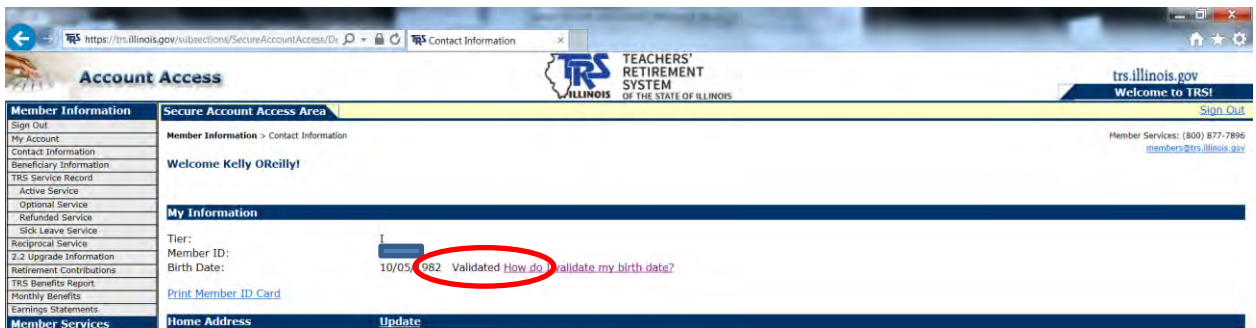 https://trs.illinois.gov/subsections/SecureAccountAccess/De
Contact Information
Account Access
TRS
ILLINOIS
TEACHERS'
RETIREMENT
SYSTEM
OF THE STATE OF ILLINOIS
trs.illinois.gov
Welcome to TRS!
Member Information
Sign Out
My Account
Contact Information
Beneficiary Information
TRS Service Record
Active Service
Optional Service
Refunded Service
Sick Leave Service
Reciprocal Service
2.2 Upgrade Information
Retirement Contributions
TRS Benefits Report
Monthly Benefits
Earnings Statements
Member Services
Secure Account Access Area
Sign Out
Member Information > Contact Information
Member Services: (800) 877-7896
members@trs.illinois.gov
Welcome Kelly OReilly!
My Information
Tier: I
Member ID:
Birth Date: 10/05/1982 Validated How do I validate my birth date?
Print Member ID Card
Home Address Update